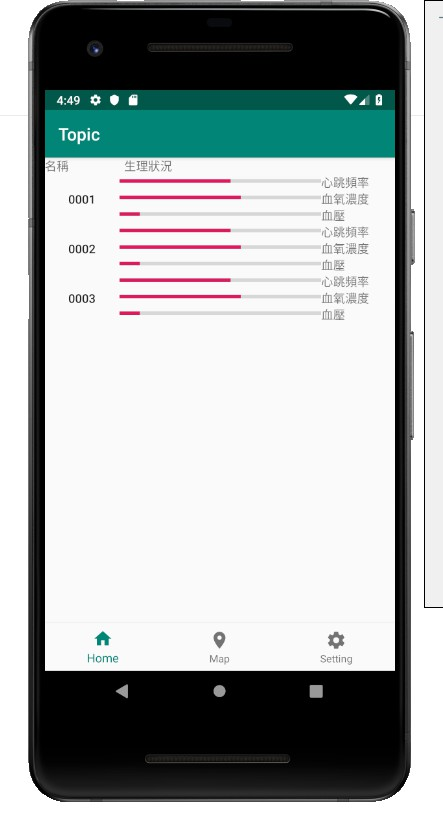 4:49
Topic
名稱 生理狀況
心跳頻率
0001 血氧濃度
血壓
心跳頻率
0002 血氧濃度
血壓
心跳頻率
0003 血氧濃度
血壓
Home Map Setting